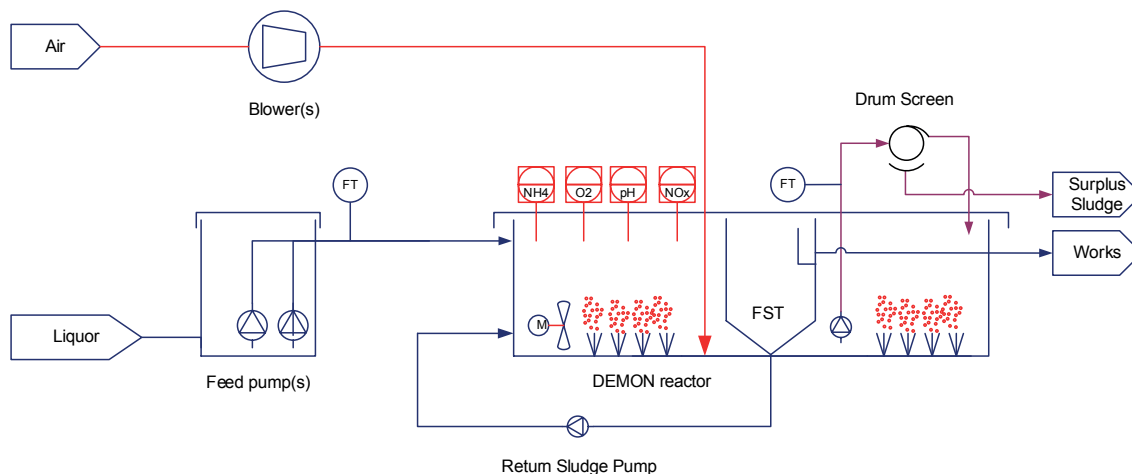 Air
Blower(s)
Drum Screen
FT
NH4
O2
pH
NOx
FT
Surplus
Sludge
Works
Liquor
M
FST
Feed pump(s)
DEMON reactor
Return Sludge Pump